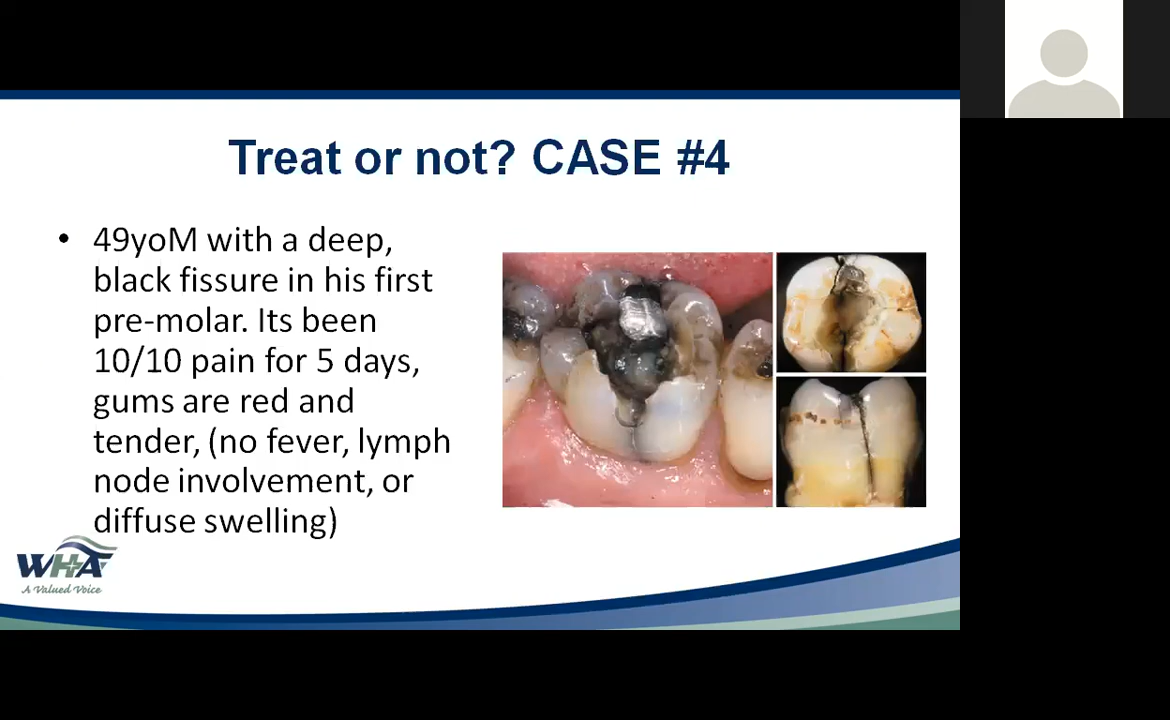 Treat or not? CASE #4
• 49yoM with a deep,
black fissure in his first
pre-molar. Its been
10/10 pain for 5 days,
gums are red and
tender, (no fever, lymph
node involvement, or
diffuse swelling)
WHA
A Valued Voice